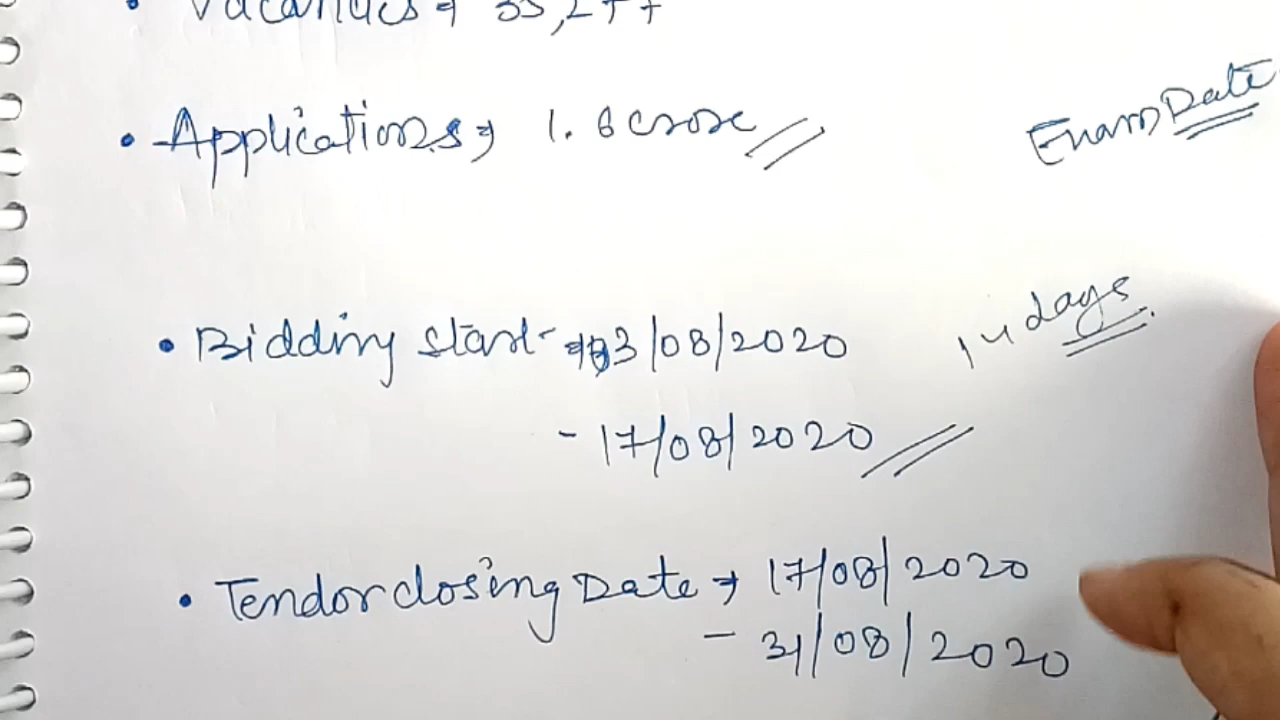 • Applications → 1.6 crore
Exam Date
• Bidding start - 03/08/2020
14 days
- 17/08/2020
• Tendor closing Date → 17/08/2020
- 31/08/2020